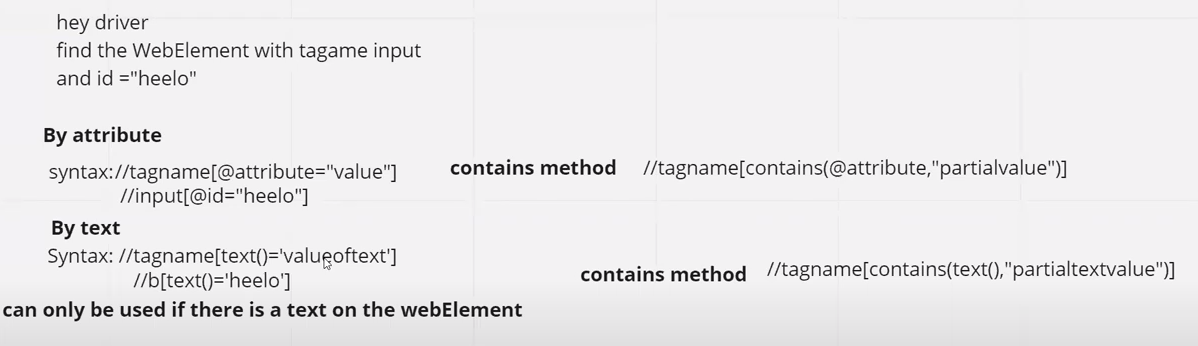 hey driver
find the WebElement with tagame input
and id ="heelo"
By attribute
syntax://tagname[@attribute="value"]
//input[@id="heelo"]
contains method //tagname[contains(@attribute,"partialvalue")]
By text
Syntax: //tagname[text()='valueoftext']
//b[text()='heelo']
contains method //tagname[contains(text(),"partialtextvalue")]
can only be used if there is a text on the webElement